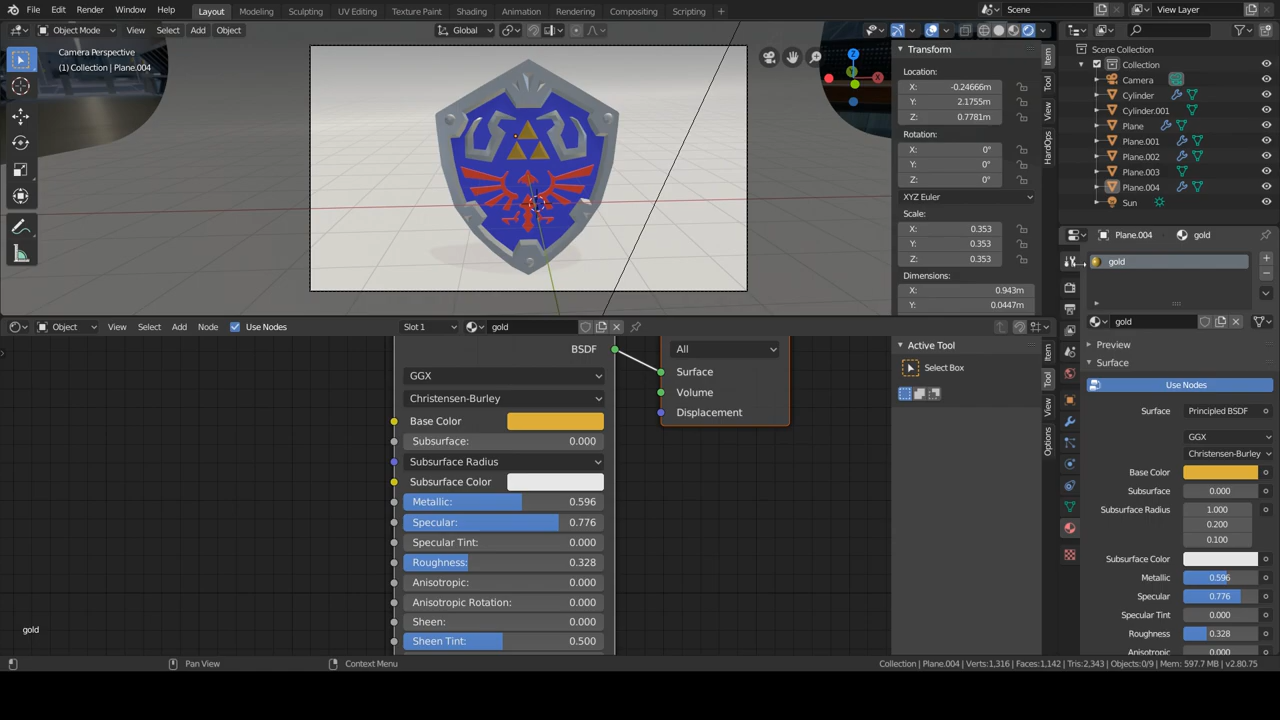 File Edit Render Window Help Layout Modeling Sculpting UV Editing Texture Paint Shading Animation Rendering Compositing Scripting + Scene View Layer
Object Mode View Select Add Object Global
Camera Perspective
(1) Collection | Plane.004
Transform
Location:
X: -0.24666m
Y: 2.1755m
Z: 0.7781m
Rotation:
X: 0°
Y: 0°
Z: 0°
XYZ Euler
Scale:
X: 0.353
Y: 0.353
Z: 0.353
Dimensions:
X: 0.943m
Y: 0.0447m
Item
Tool
View
HardOps
X
Y
Z
Scene Collection
Collection
Camera
Cylinder
Cylinder.001
Plane
Plane.001
Plane.002
Plane.003
Plane.004
Sun
Plane.004 gold
gold
gold
Preview
Surface
Use Nodes
Surface Principled BSDF
GGX
Christensen-Burley
Base Color
Subsurface 0.000
Subsurface Radius 1.000
0.200
0.100
Subsurface Color
Metallic 0.596
Specular 0.776
Specular Tint 0.000
Roughness 0.328
Anisotropic 0.000
Object View Select Add Node Use Nodes Slot 1 gold
BSDF
GGX
Christensen-Burley
Base Color
Subsurface: 0.000
Subsurface Radius
Subsurface Color
Metallic: 0.596
Specular: 0.776
Specular Tint: 0.000
Roughness: 0.328
Anisotropic: 0.000
Anisotropic Rotation: 0.000
Sheen: 0.000
Sheen Tint: 0.500
All
Surface
Volume
Displacement
Active Tool
Select Box
Item
Tool
View
Options
gold
Pan View Context Menu Collection | Plane.004 | Verts:1,316 | Faces:1,142 | Tris:2,343 | Objects:0/9 | Mem: 597.7 MB | v2.80.75